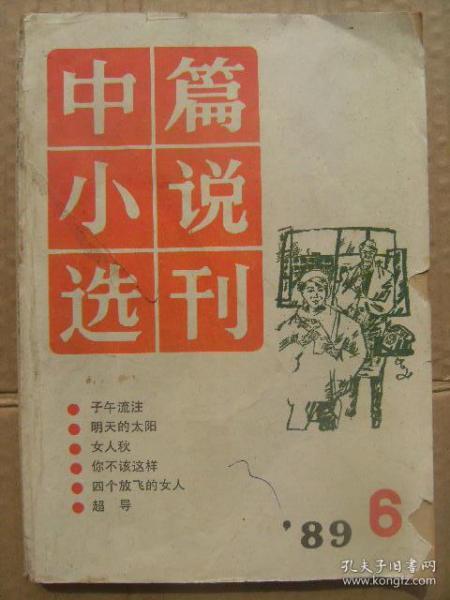 中篇
小说
选刊
子午流注
明天的太阳
女人秋
你不该这样
四个放飞的女人
超 导
'89 6
孔夫子旧书网
www.kongfz.com